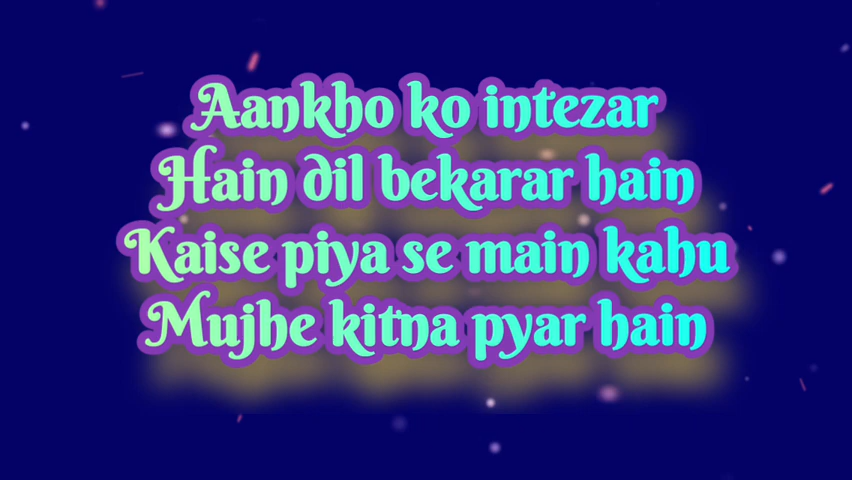 Aankho ko intezar
Hain dil bekarar hain
Kaise piya se main kahu
Mujhe kitna pyar hain